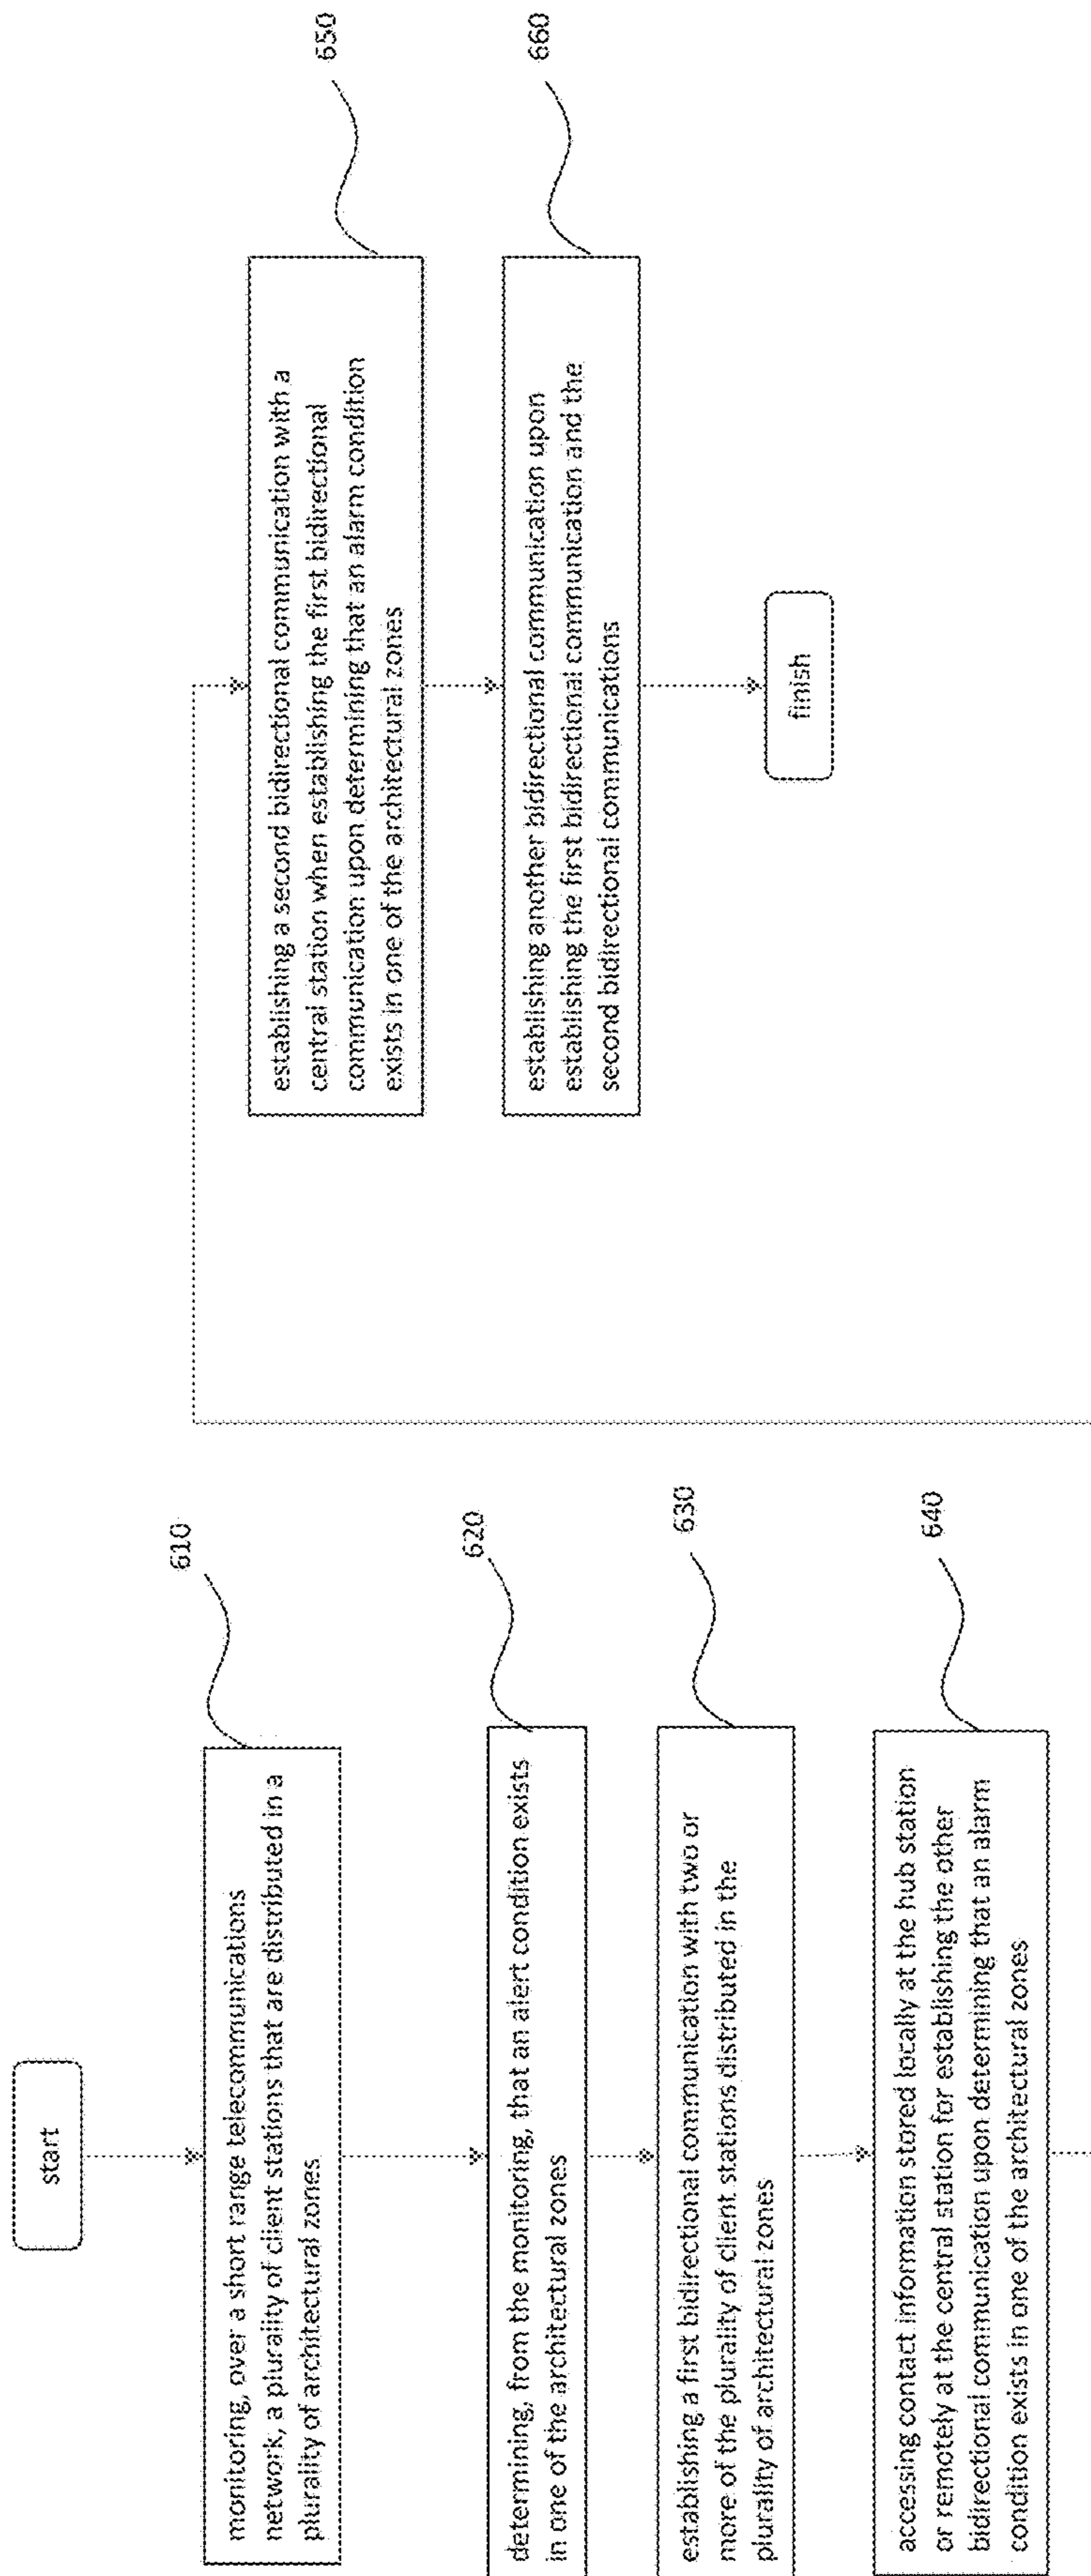 start
610
monitoring, over a short range telecommunications
network, a plurality of client stations that are distributed in a
plurality of architectural zones
620
determining, from the monitoring, that an alert condition exists
in one of the architectural zones
630
establishing a first bidirectional communication with two or
more of the plurality of client stations distributed in the
plurality of architectural zones
640
accessing contact information stored locally at the hub station
or remotely at the central station for establishing the other
bidirectional communication upon determining that an alarm
condition exists in one of the architectural zones
650
establishing a second bidirectional communication with a
central station when establishing the first bidirectional
communication upon determining that an alarm condition
exists in one of the architectural zones
660
establishing another bidirectional communication upon
establishing the first bidirectional communication and the
second bidirectional communications
finish